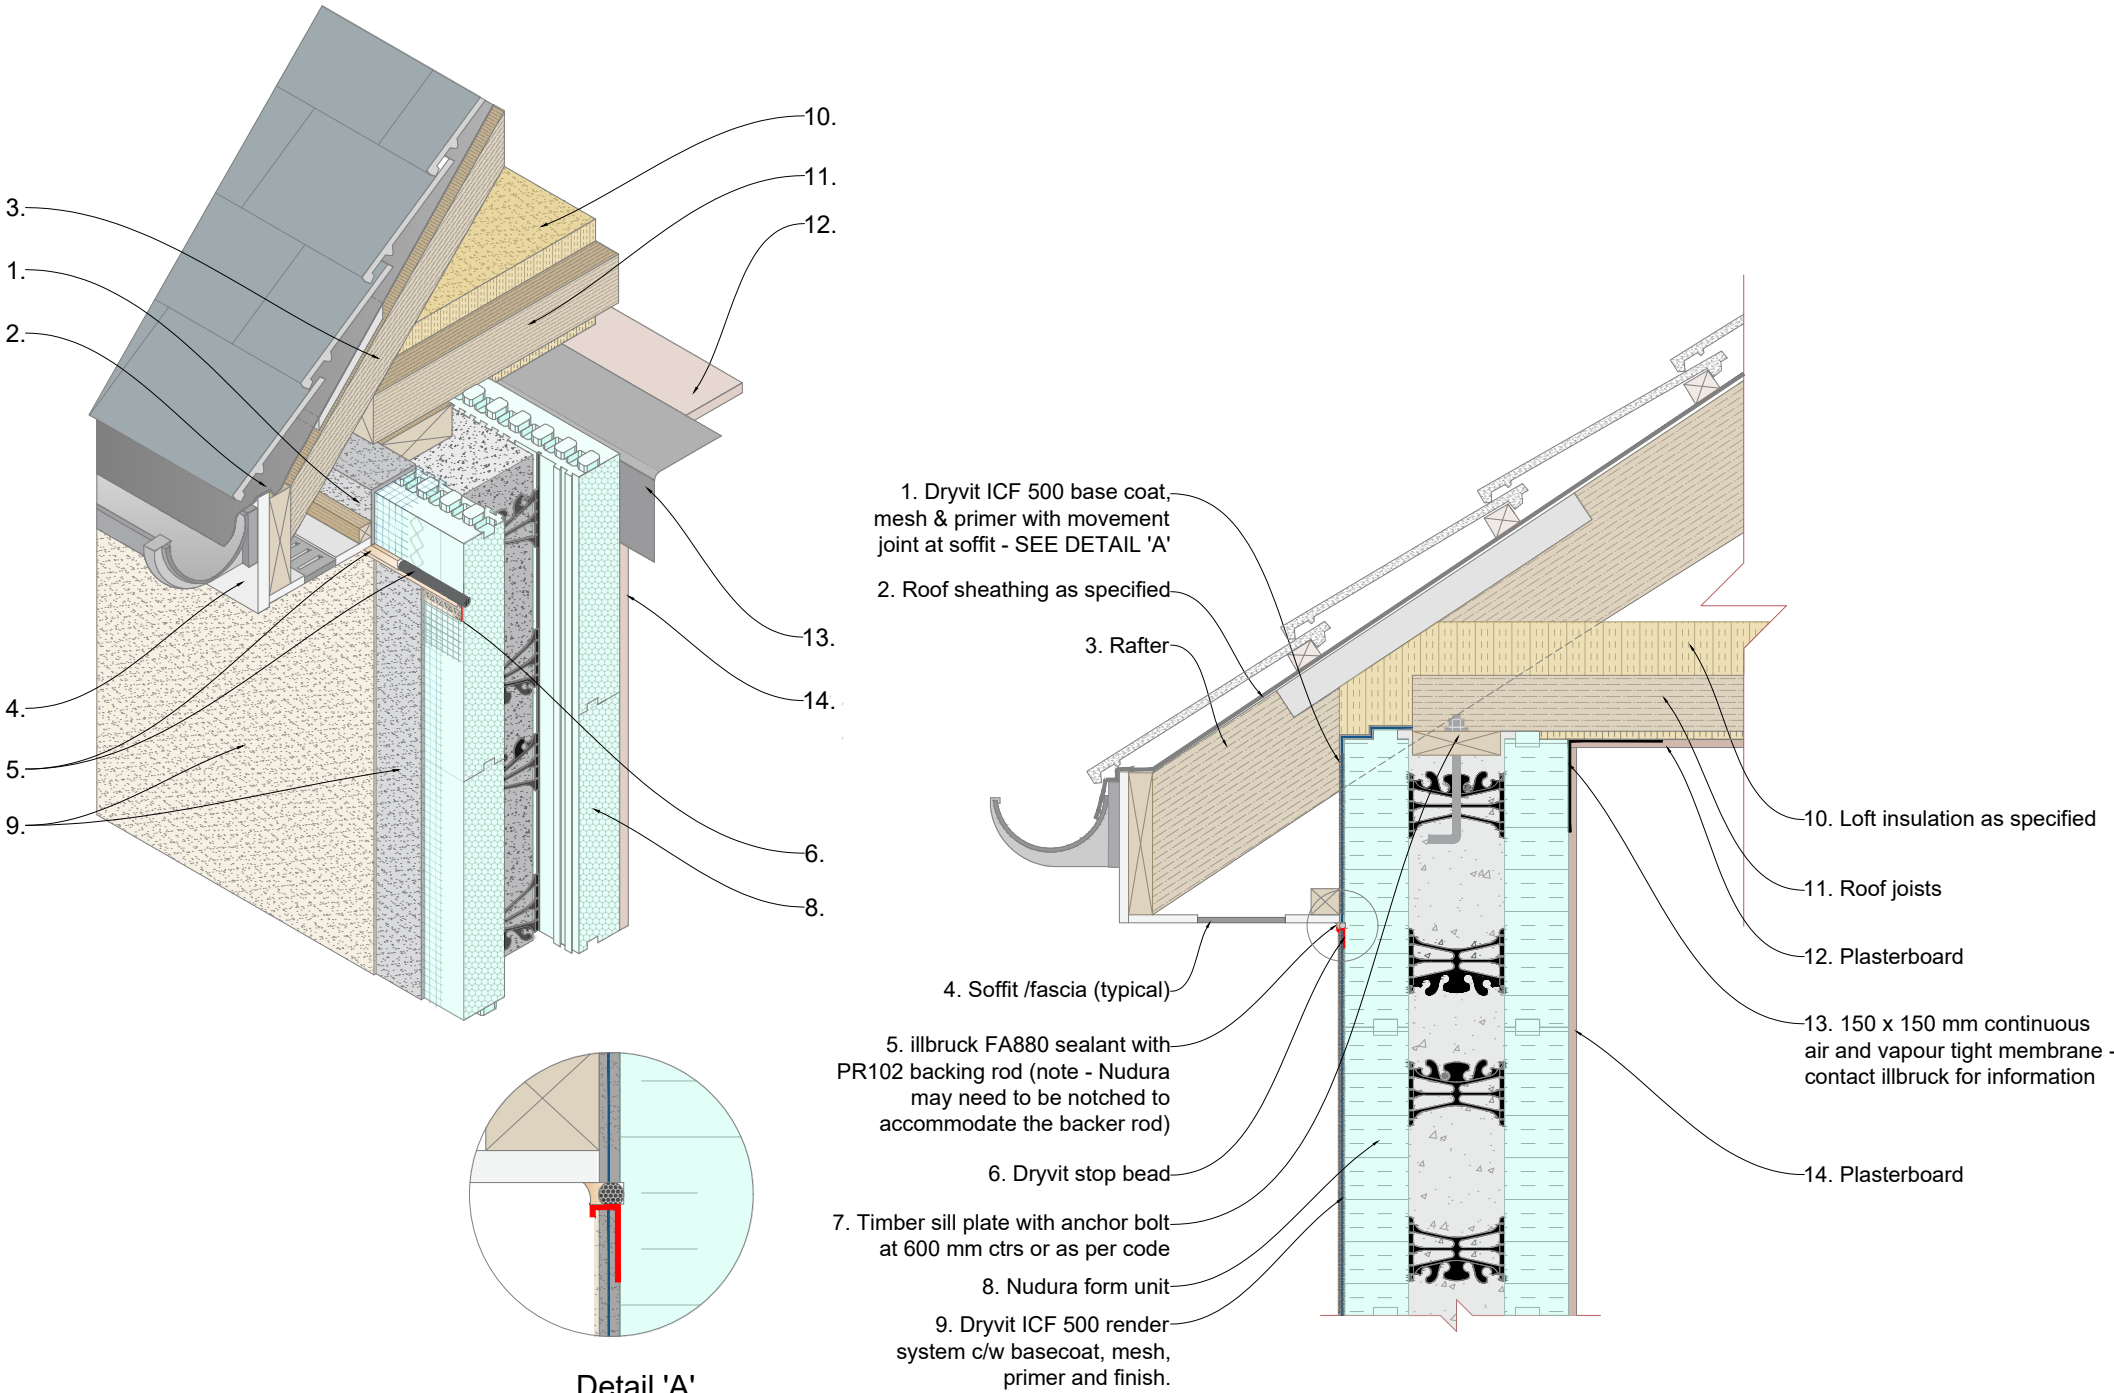 10.
11.
12.
3.
1.
2.
13.
14.
4.
5.
9.
6.
8.
1. Dryvit ICF 500 base coat,
mesh & primer with movement
joint at soffit - SEE DETAIL 'A'
2. Roof sheathing as specified
3. Rafter
4. Soffit /fascia (typical)
5. illbruck FA880 sealant with
PR102 backing rod (note - Nudura
may need to be notched to
accommodate the backer rod)
6. Dryvit stop bead
7. Timber sill plate with anchor bolt
at 600 mm ctrs or as per code
8. Nudura form unit
9. Dryvit ICF 500 render
system c/w basecoat, mesh,
primer and finish.
10. Loft insulation as specified
11. Roof joists
12. Plasterboard
13. 150 x 150 mm continuous
air and vapour tight membrane -
contact illbruck for information
14. Plasterboard
Detail 'A'